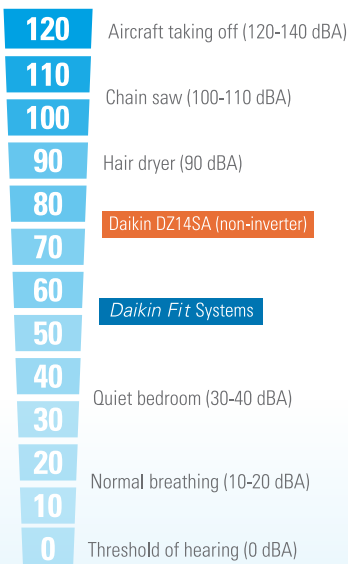 120 Aircraft taking off (120-140 dBA)
110
Chain saw (100-110 dBA)
100
90 Hair dryer (90 dBA)
80
Daikin DZ14SA (non-inverter)
70
60
Daikin Fit Systems
50
40
Quiet bedroom (30-40 dBA)
30
20
Normal breathing (10-20 dBA)
10
0 Threshold of hearing (0 dBA)